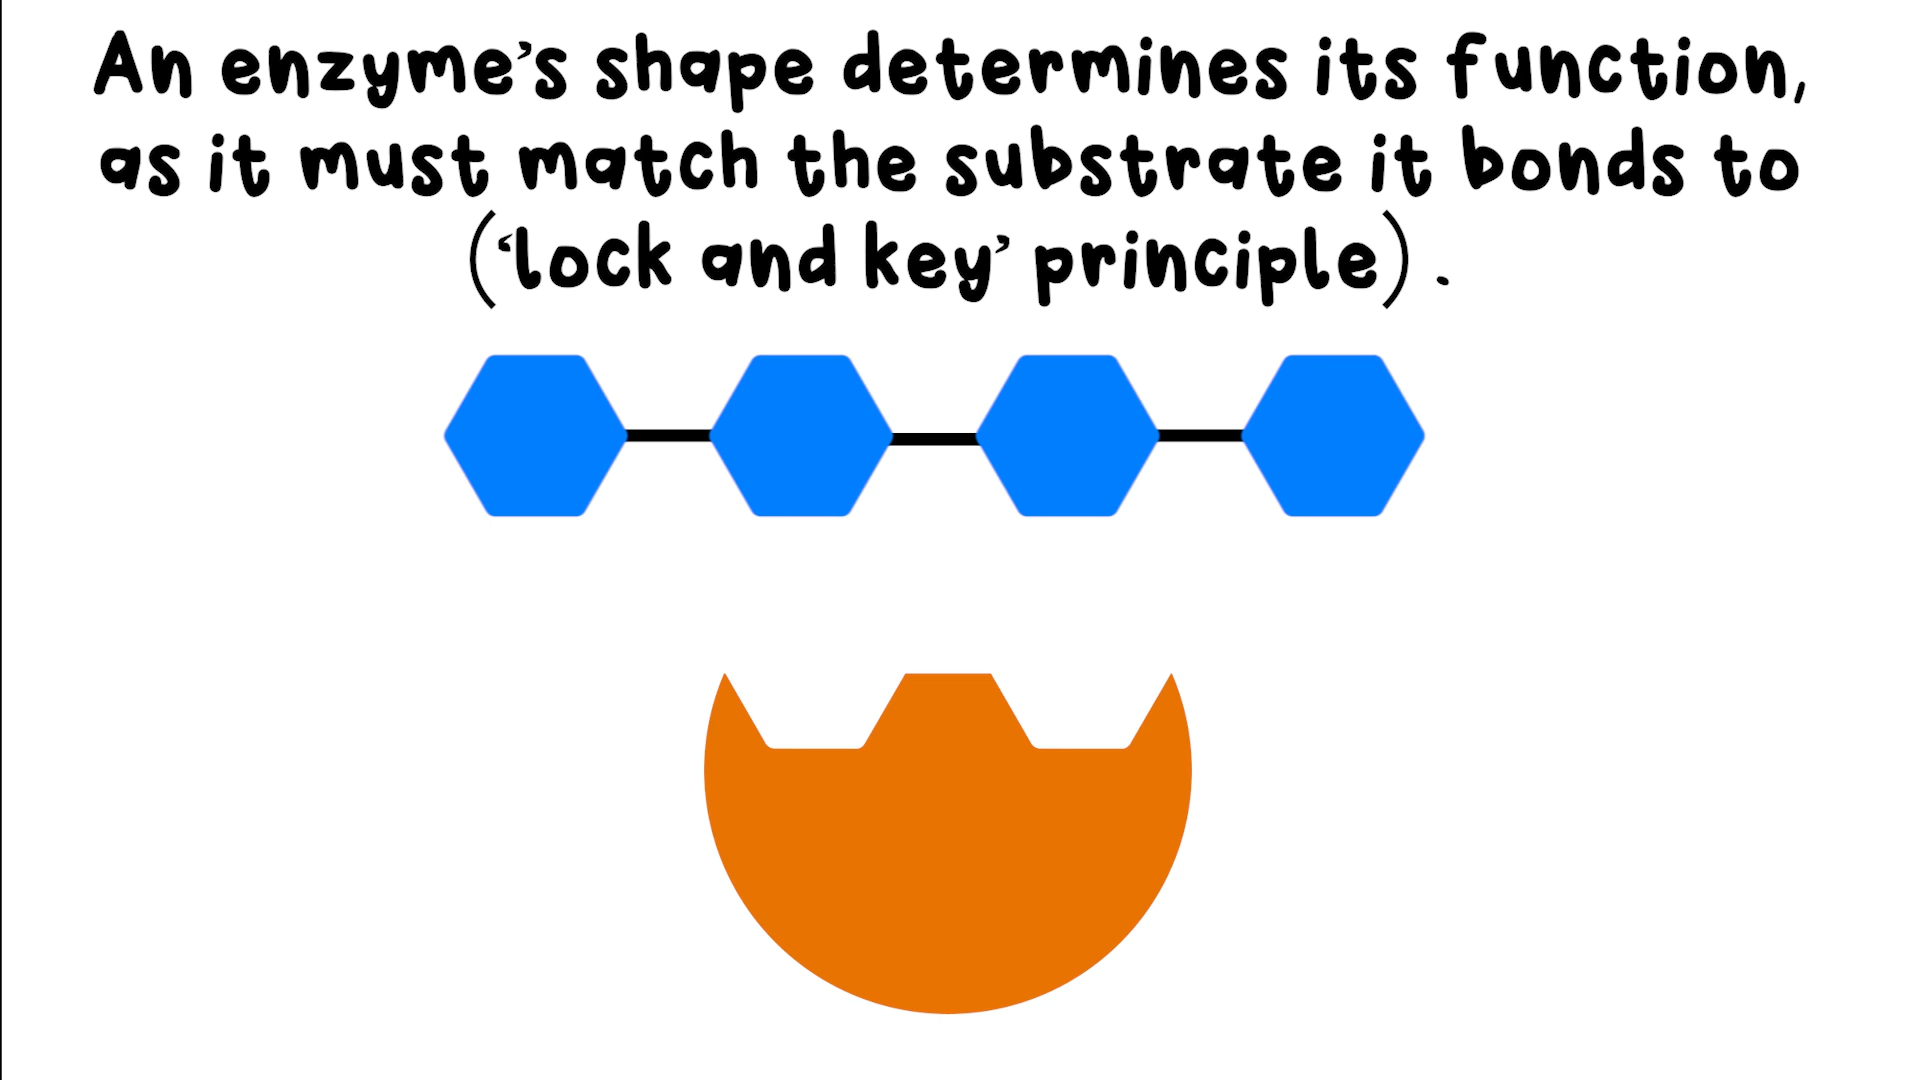 An enzyme’s shape determines its function,
as it must match the substrate it bonds to
(‘lock and key’ principle) .